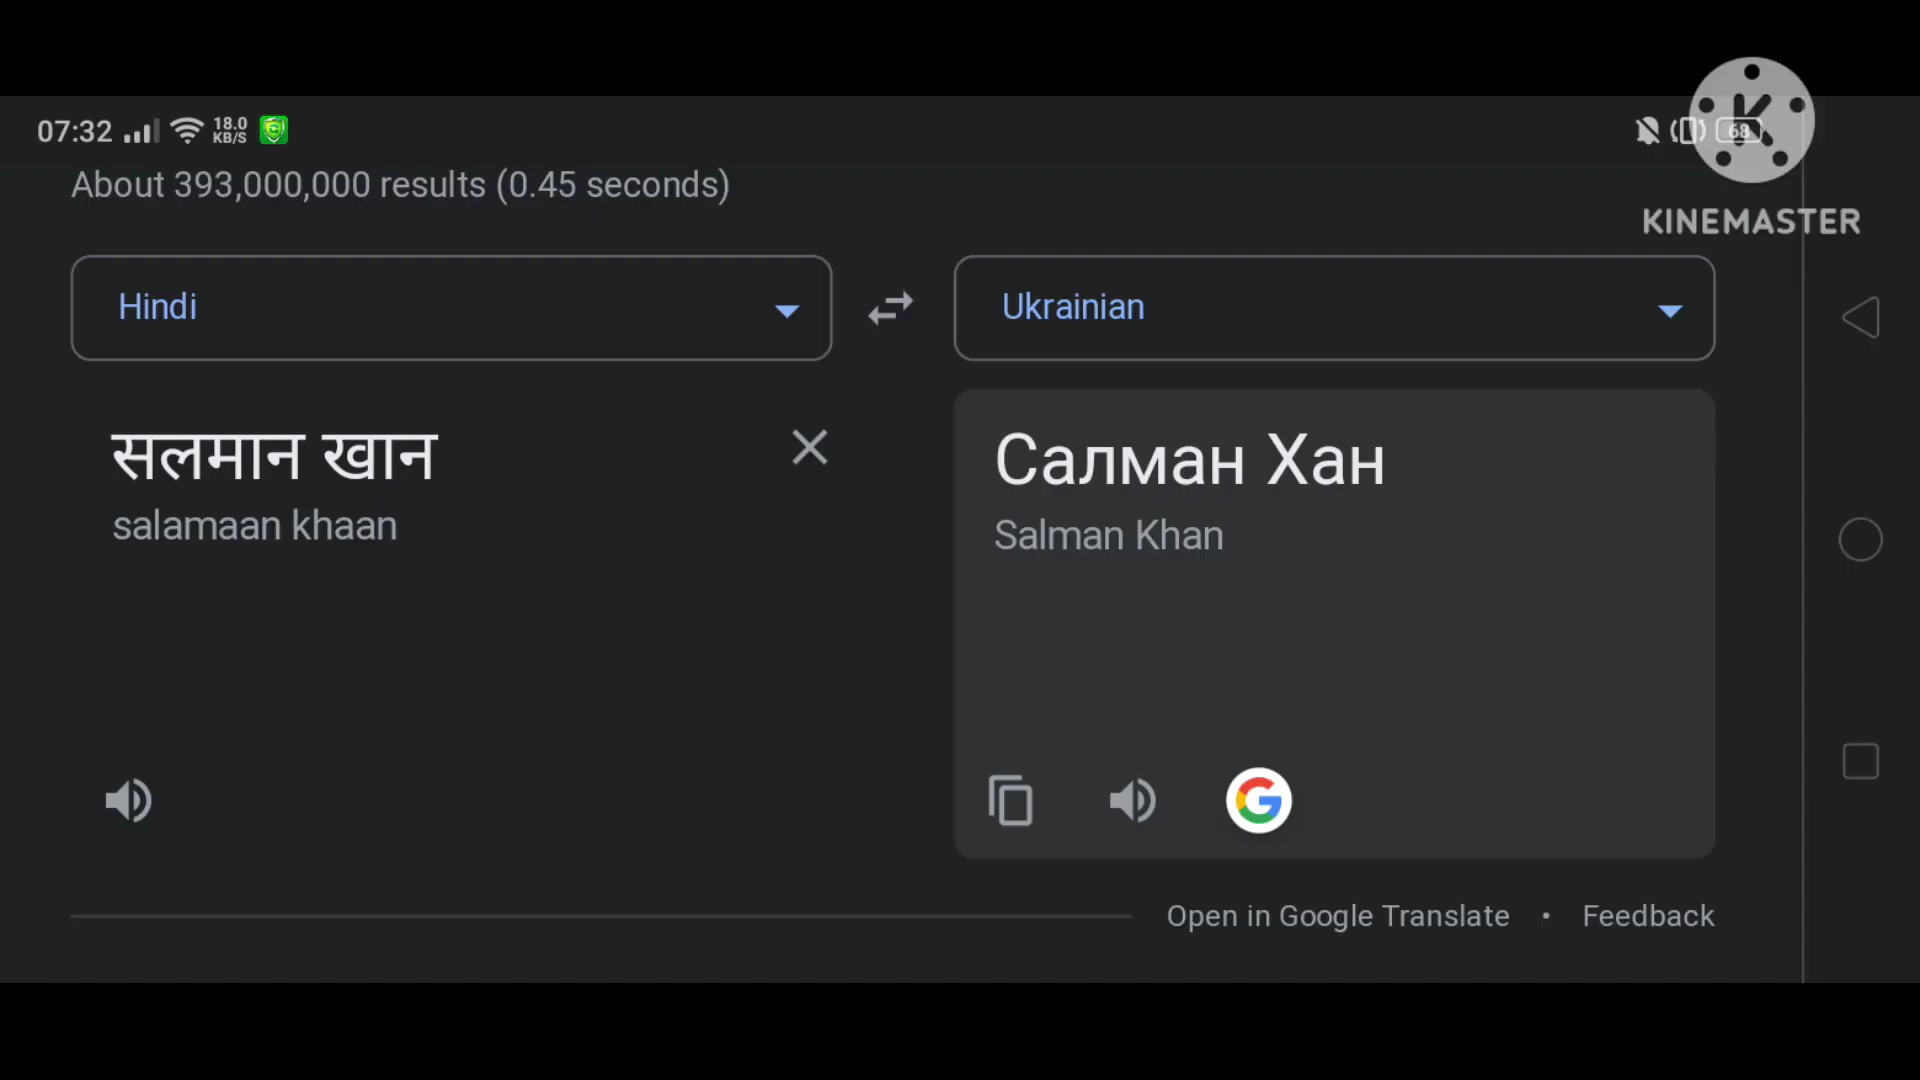 07:32 18.0 KB/S 68
KINEMASTER
About 393,000,000 results (0.45 seconds)
Hindi Ukrainian
सलमान खान Салман Хан
salamaan khaan Salman Khan
Open in Google Translate • Feedback